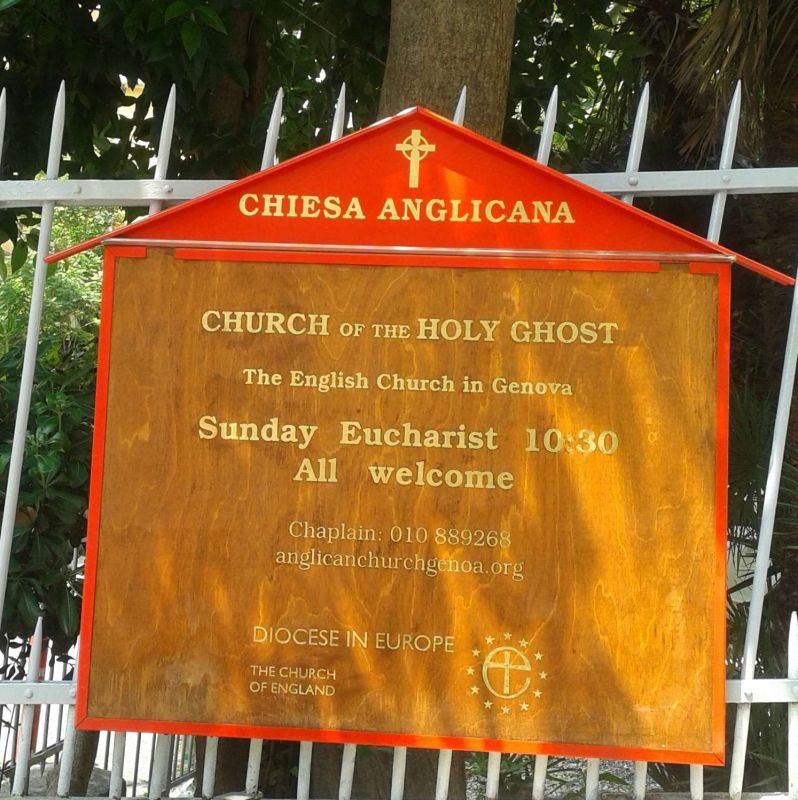 CHIESA ANGLICANA
CHURCH OF THE HOLY GHOST
The English Church in Genova
Sunday Eucharist 10:30
All welcome
Chaplain: 010 889268
anglicanchurchgenoa.org
DIOCESE IN EUROPE
THE CHURCH
OF ENGLAND